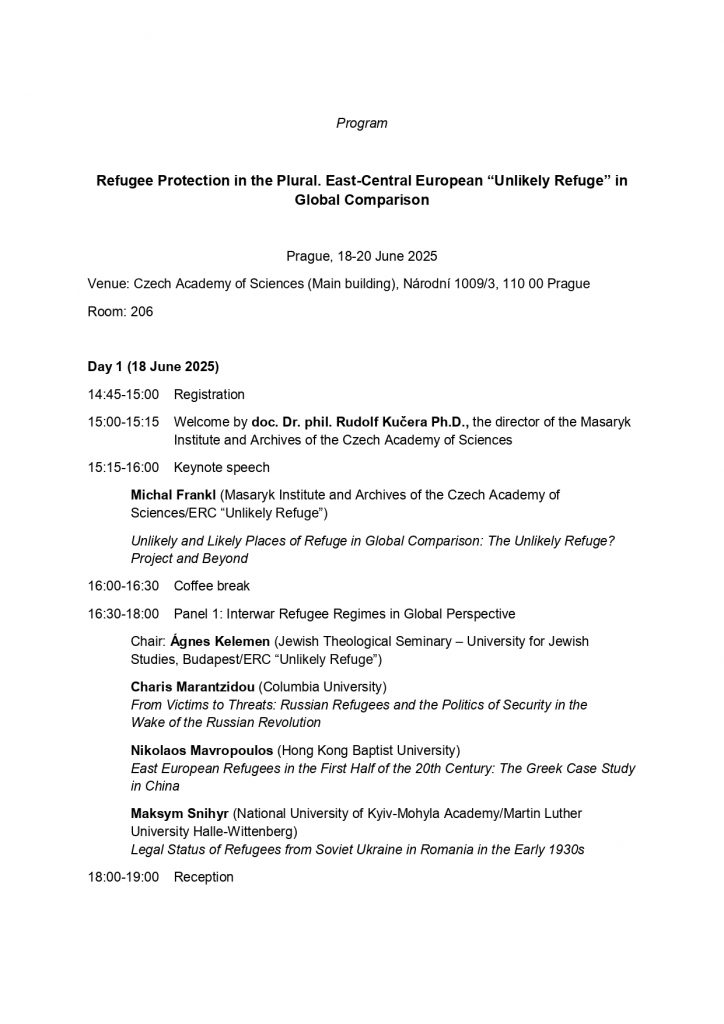 Program
Refugee Protection in the Plural. East-Central European “Unlikely Refuge” in
Global Comparison
Prague, 18-20 June 2025
Venue: Czech Academy of Sciences (Main building), Národní 1009/3, 110 00 Prague
Room: 206
Day 1 (18 June 2025)
14:45-15:00 Registration
15:00-15:15 Welcome by doc. Dr. phil. Rudolf Kučera Ph.D., the director of the Masaryk
Institute and Archives of the Czech Academy of Sciences
15:15-16:00 Keynote speech
Michal Frankl (Masaryk Institute and Archives of the Czech Academy of
Sciences/ERC “Unlikely Refuge”)
Unlikely and Likely Places of Refuge in Global Comparison: The Unlikely Refuge?
Project and Beyond
16:00-16:30 Coffee break
16:30-18:00 Panel 1: Interwar Refugee Regimes in Global Perspective
Chair: Ágnes Kelemen (Jewish Theological Seminary – University for Jewish
Studies, Budapest/ERC “Unlikely Refuge”)
Charis Marantzidou (Columbia University)
From Victims to Threats: Russian Refugees and the Politics of Security in the
Wake of the Russian Revolution
Nikolaos Mavropoulos (Hong Kong Baptist University)
East European Refugees in the First Half of the 20th Century: The Greek Case Study
in China
Maksym Snihyr (National University of Kyiv-Mohyla Academy/Martin Luther
University Halle-Wittenberg)
Legal Status of Refugees from Soviet Ukraine in Romania in the Early 1930s
18:00-19:00 Reception